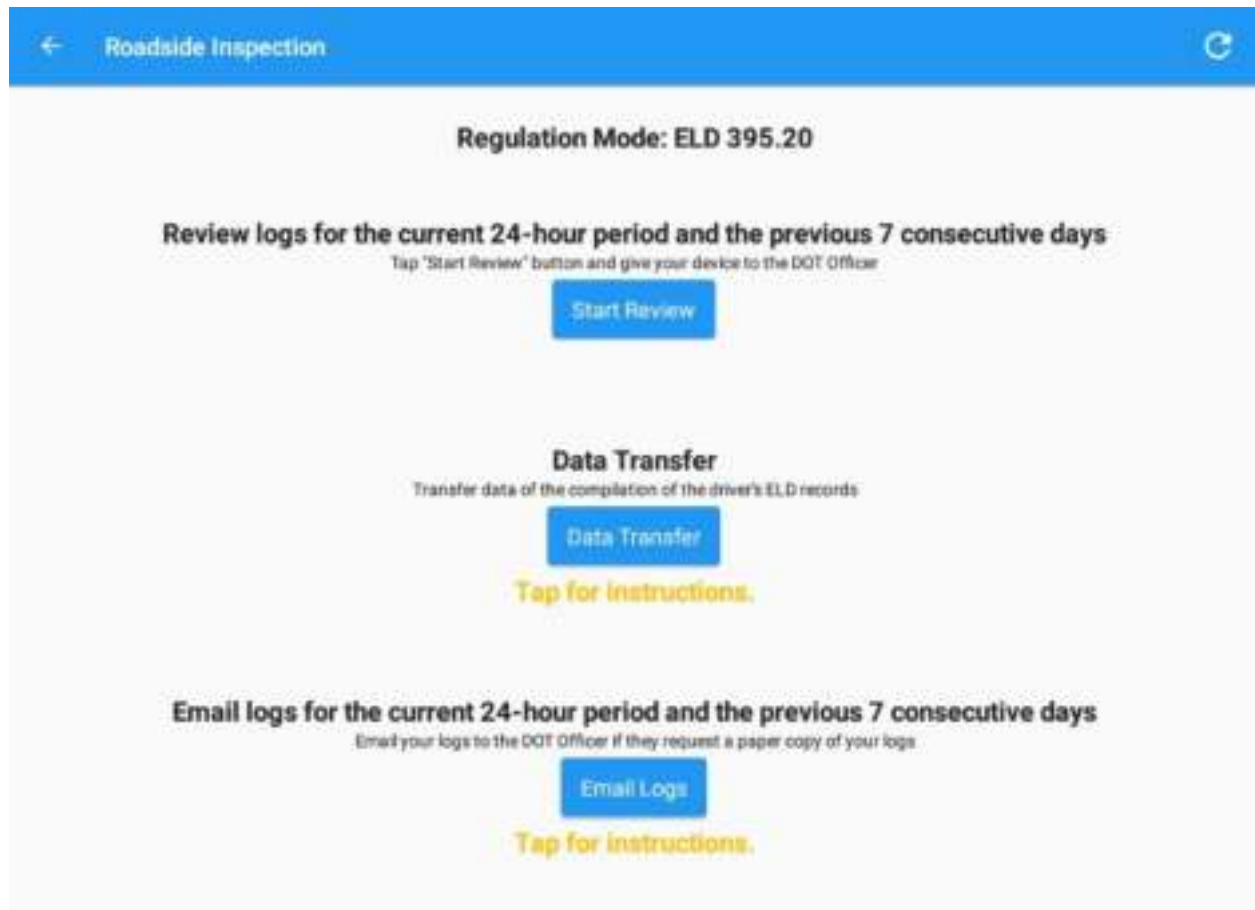 Roadside Inspection
Regulation Mode: ELD 395.20
Review logs for the current 24-hour period and the previous 7 consecutive days
Tap "Start Review" button and give your device to the DOT Officer
Start Review
Data Transfer
Transfer data of the compilation of the driver's ELD records
Data Transfer
Tap for instructions.
Email logs for the current 24-hour period and the previous 7 consecutive days
Email your logs to the DOT Officer if they request a paper copy of your logs
Email Logs
Tap for instructions.